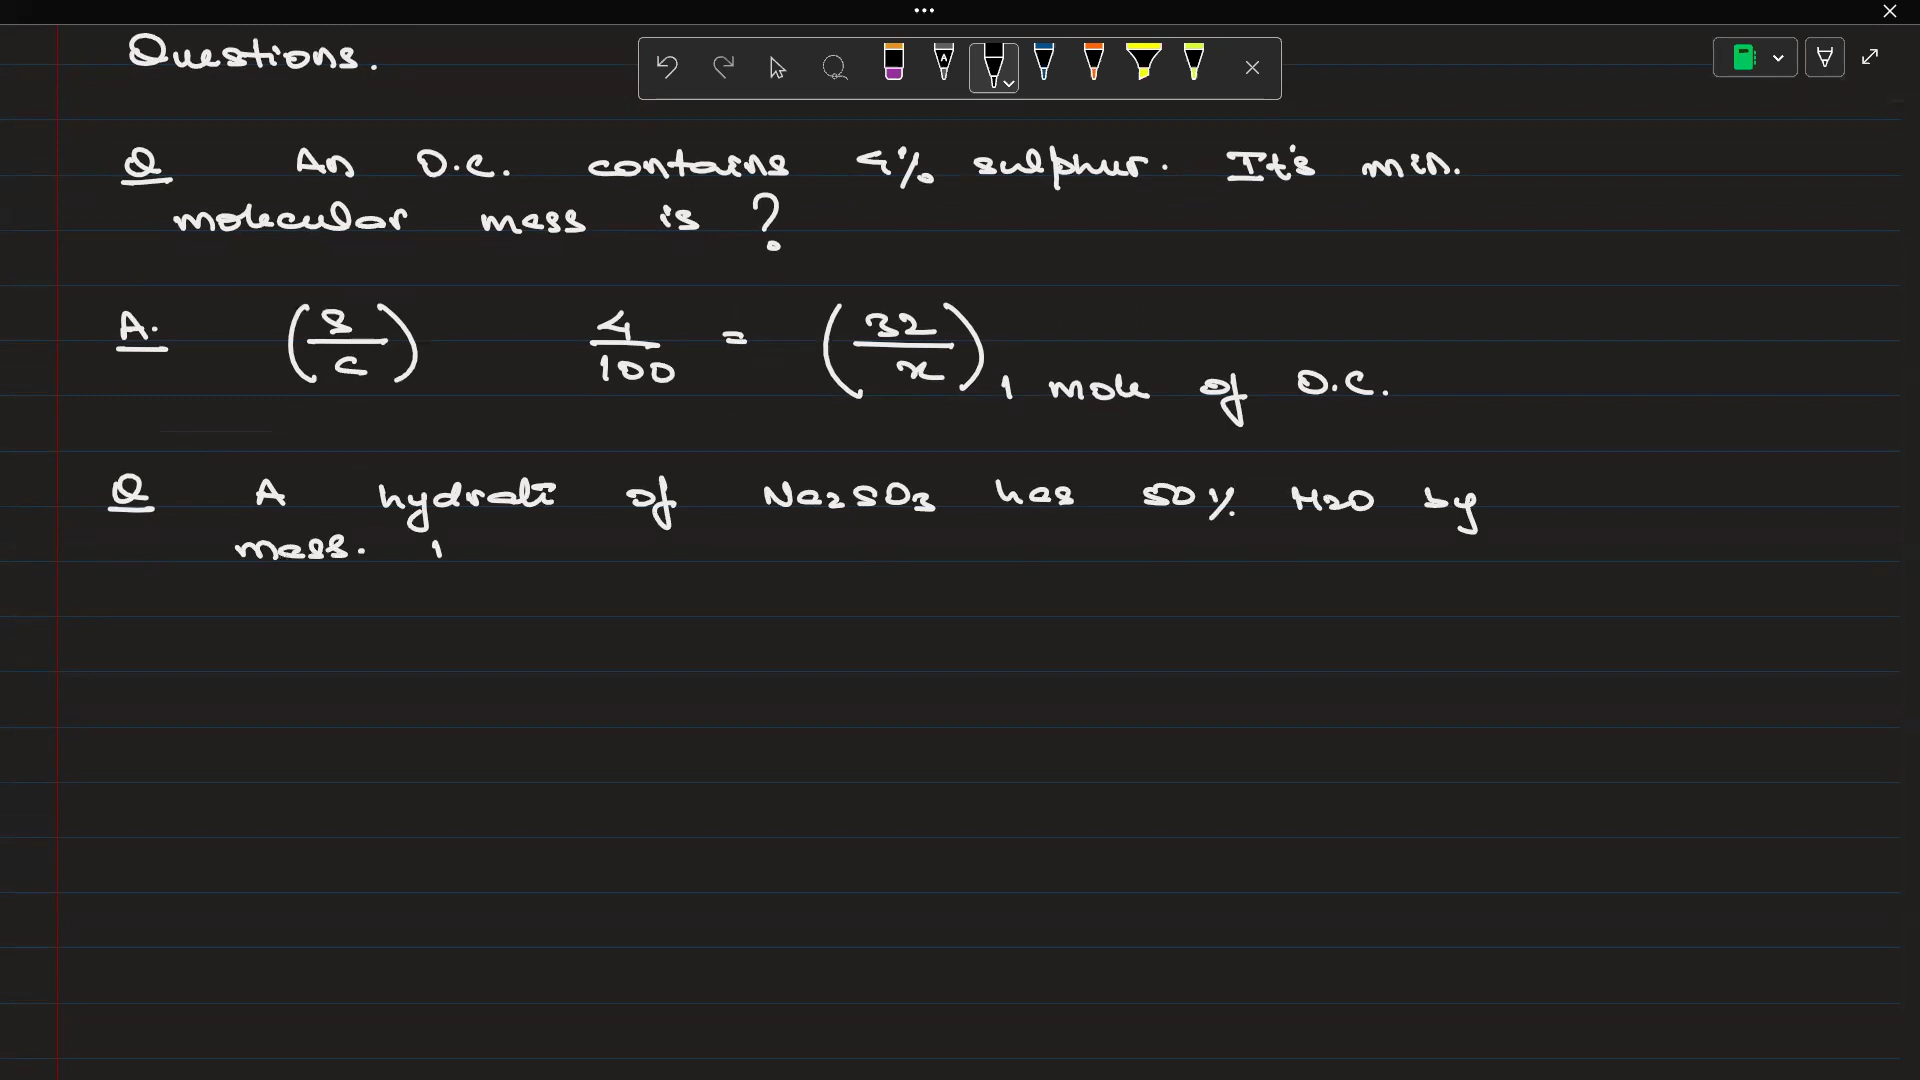 Questions.
Q An O.C. contains 4% sulphur. It's min.
molecular mass is ?
A. (S/C) 4/100 = (32/x), 1 mole of O.C.
Q A hydrate of Na2SO3 has 50% H2O by
mass.